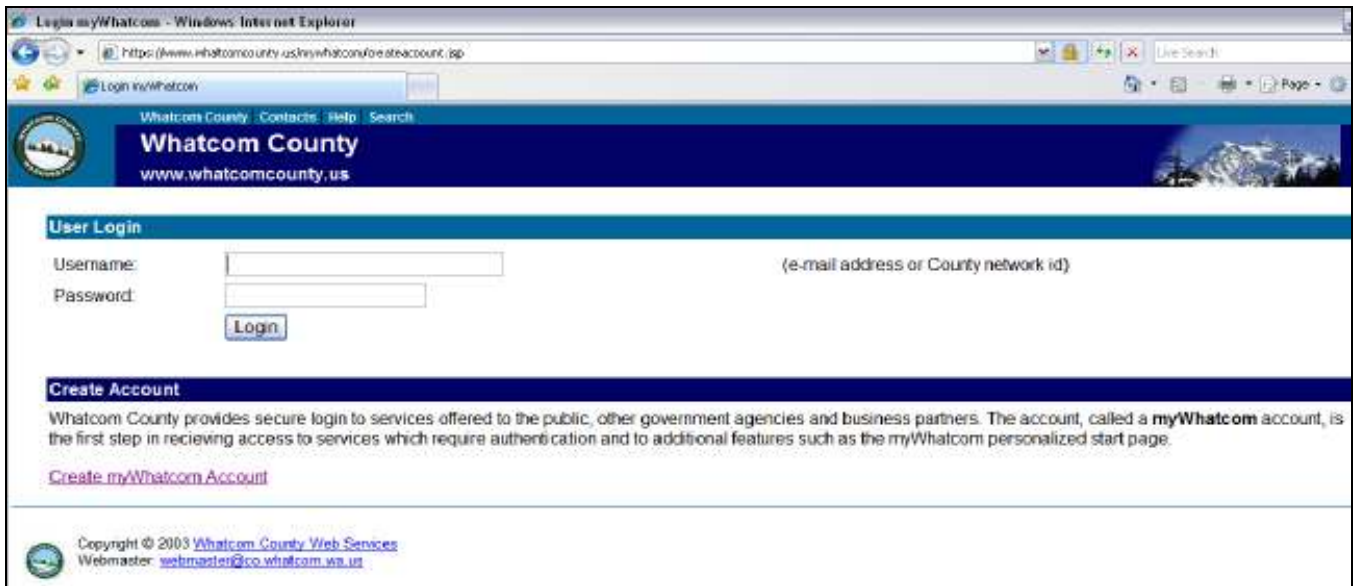 Login myWhatcom - Windows Internet Explorer
https://www.whatcomcounty.us/mywhatcom/createaccount.jsp
Live Search
Login myWhatcom
Page
Whatcom County Contacts Help Search
Whatcom County
www.whatcomcounty.us
User Login
Username: (e-mail address or County network id)
Password:
Login
Create Account
Whatcom County provides secure login to services offered to the public, other government agencies and business partners. The account, called a myWhatcom account, is
the first step in recieving access to services which require authentication and to additional features such as the myWhatcom personalized start page.
Create myWhatcom Account
Copyright © 2003 Whatcom County Web Services
Webmaster: webmaster@co.whatcom.wa.us